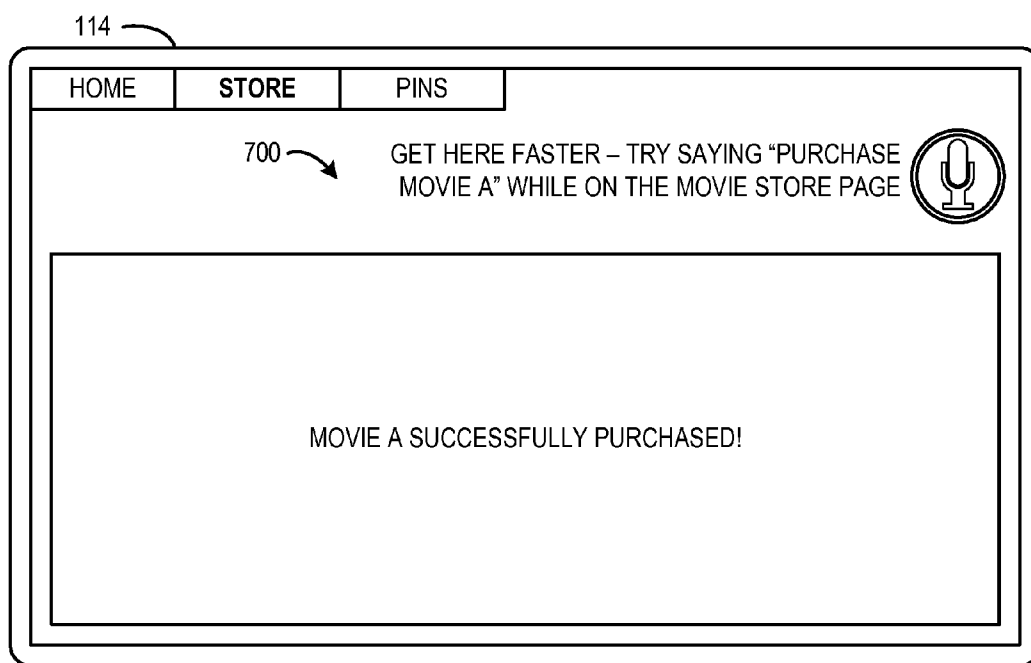 114
HOME STORE PINS
700 GET HERE FASTER – TRY SAYING “PURCHASE
MOVIE A” WHILE ON THE MOVIE STORE PAGE
MOVIE A SUCCESSFULLY PURCHASED!